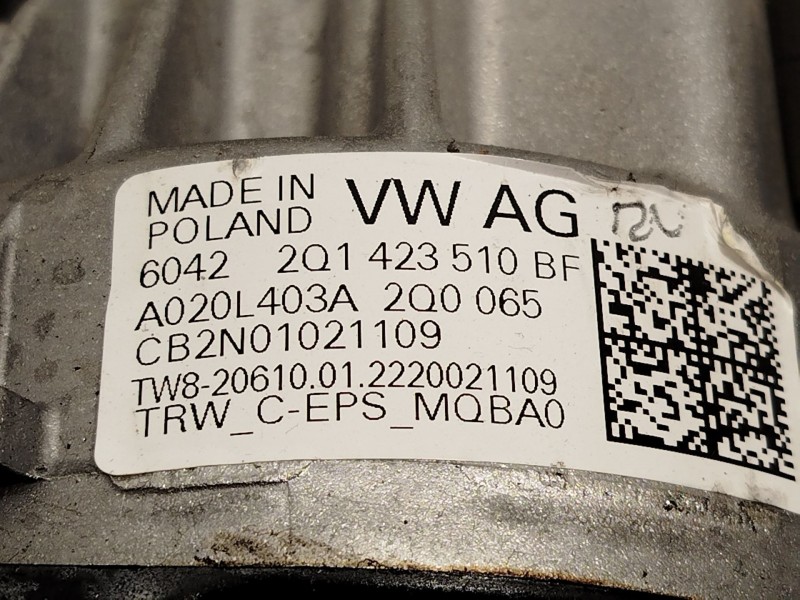 MADE IN POLAND VW AG
6042 2Q1 423 510 BF
A020L403A 2Q0 065
CB2N01021109
TW8-20610.01.2220021109
TRW_C-EPS_MQBA0